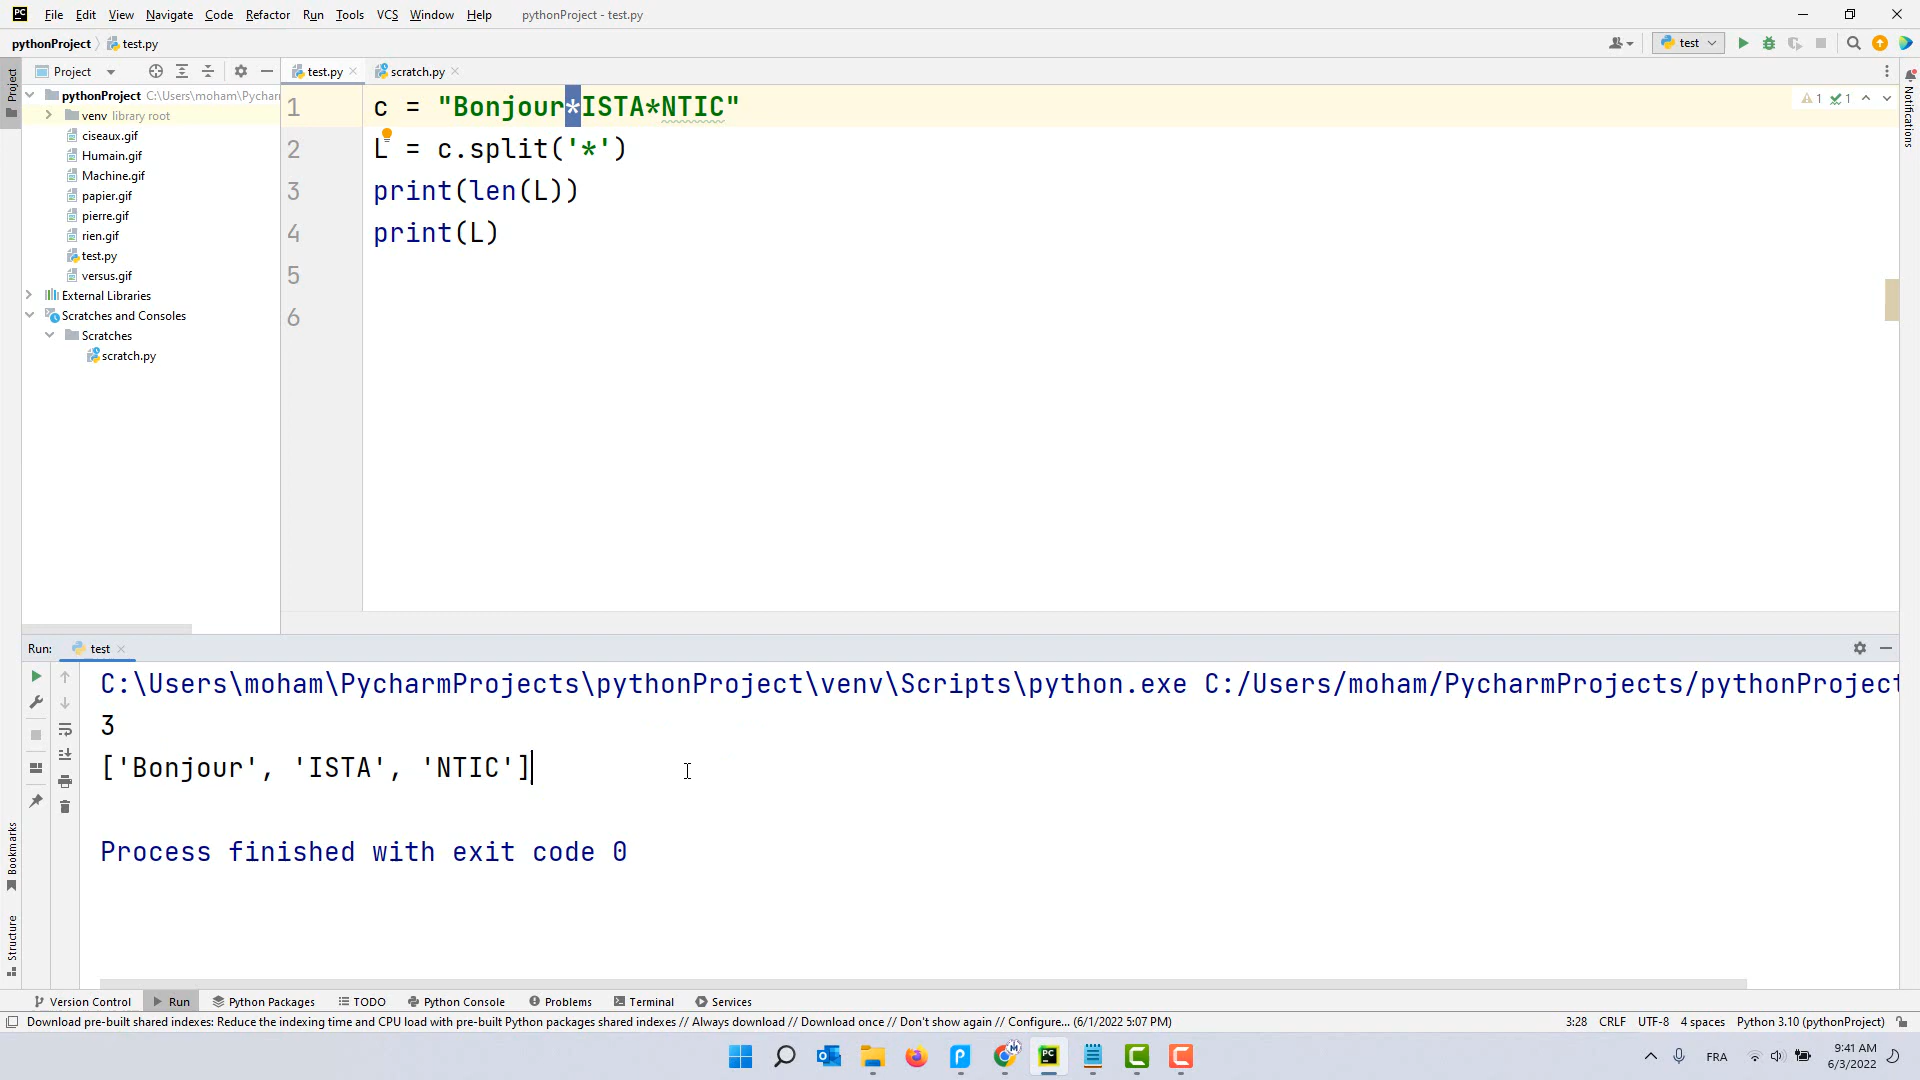 File Edit View Navigate Code Refactor Run Tools VCS Window Help pythonProject - test.py
pythonProject test.py test
Project test.py scratch.py
Project
pythonProject C:\Users\moham\Pychar
venv library root
ciseaux.gif
Humain.gif
Machine.gif
papier.gif
pierre.gif
rien.gif
test.py
versus.gif
External Libraries
Scratches and Consoles
Scratches
scratch.py
1 c = "Bonjour*ISTA*NTIC"
2 L = c.split('*')
3 print(len(L))
4 print(L)
5
6
1 1
Notifications
Run: test
C:\Users\moham\PycharmProjects\pythonProject\venv\Scripts\python.exe C:/Users/moham/PycharmProjects/pythonProject
3
['Bonjour', 'ISTA', 'NTIC']
Process finished with exit code 0
Bookmarks
Structure
Version Control Run Python Packages TODO Python Console Problems Terminal Services
Download pre-built shared indexes: Reduce the indexing time and CPU load with pre-built Python packages shared indexes // Always download // Download once // Don't show again // Configure... (6/1/2022 5:07 PM) 3:28 CRLF UTF-8 4 spaces Python 3.10 (pythonProject)
FRA 9:41 AM
6/3/2022